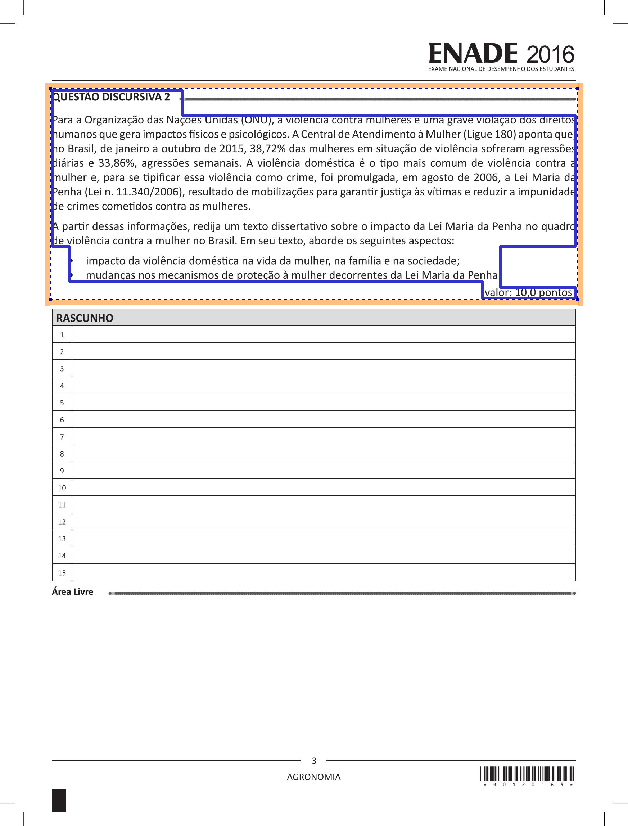 ENADE 2016
EXAME NACIONAL DE DESEMPENHO DOS ESTUDANTES
QUESTÃO DISCURSIVA 2
Para a Organização das Nações Unidas (ONU), a violência contra mulheres é uma grave violação dos direitos
humanos que gera impactos físicos e psicológicos. A Central de Atendimento à Mulher (Ligue 180) aponta que,
no Brasil, de janeiro a outubro de 2015, 38,72% das mulheres em situação de violência sofreram agressões
diárias e 33,86%, agressões semanais. A violência doméstica é o tipo mais comum de violência contra a
mulher e, para se tipificar essa violência como crime, foi promulgada, em agosto de 2006, a Lei Maria da
Penha (Lei n. 11.340/2006), resultado de mobilizações para garantir justiça às vítimas e reduzir a impunidade
de crimes cometidos contra as mulheres.
A partir dessas informações, redija um texto dissertativo sobre o impacto da Lei Maria da Penha no quadro
de violência contra a mulher no Brasil. Em seu texto, aborde os seguintes aspectos:
• impacto da violência doméstica na vida da mulher, na família e na sociedade;
• mudanças nos mecanismos de proteção à mulher decorrentes da Lei Maria da Penha.
(valor: 10,0 pontos)
RASCUNHO
1
2
3
4
5
6
7
8
9
10
11
12
13
14
15
Área Livre
3
AGRONOMIA